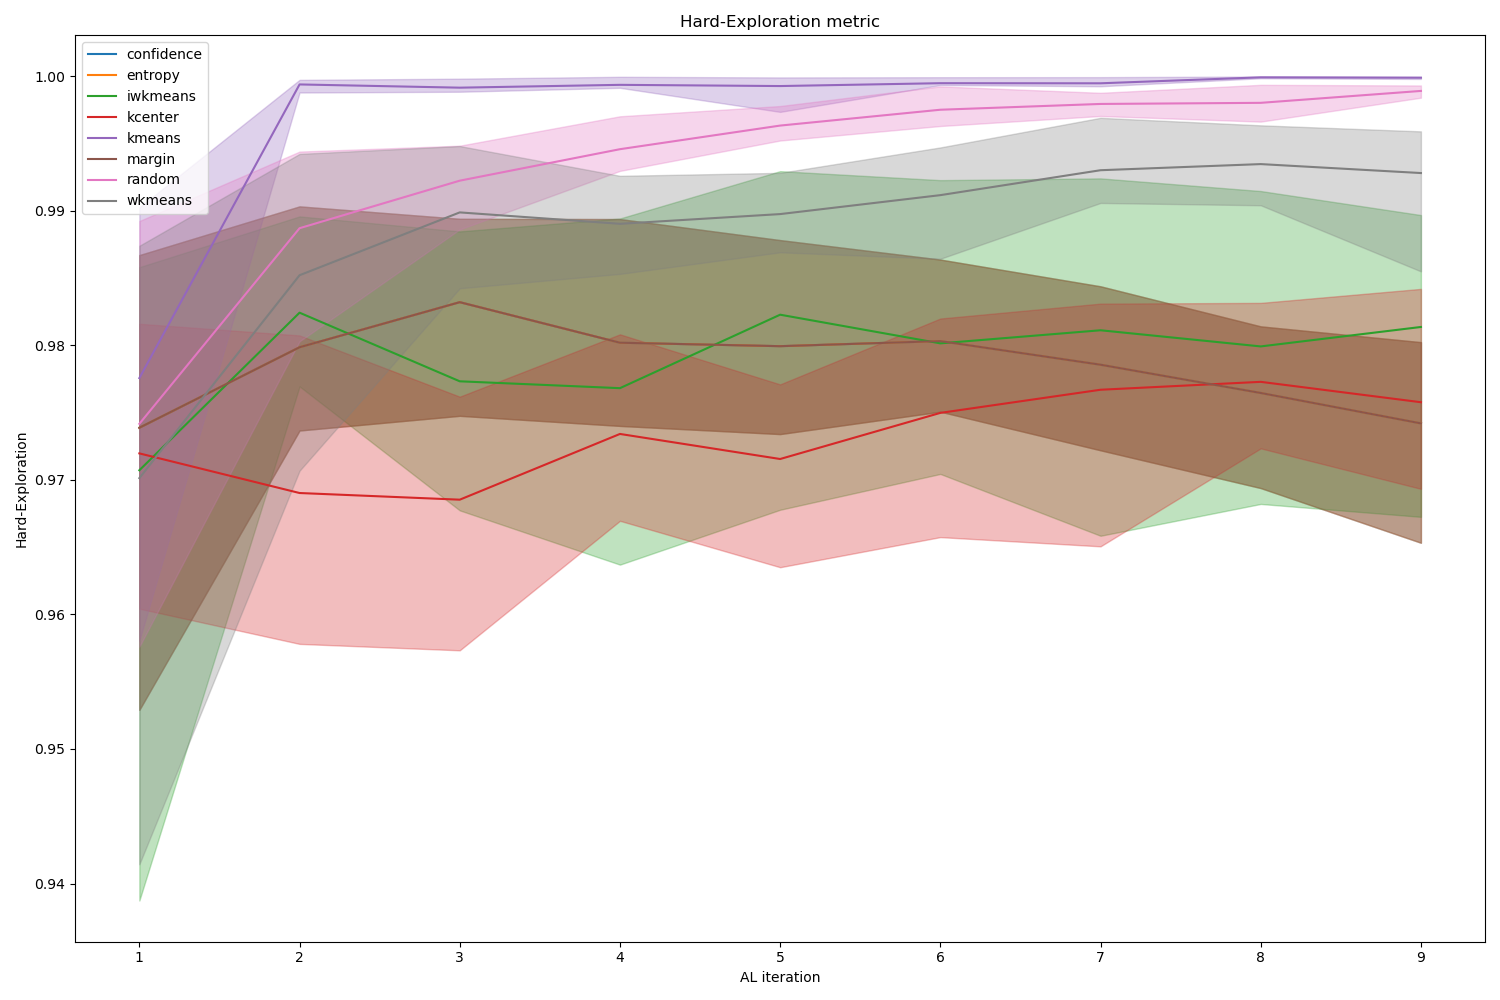 Hard-Exploration metric
confidence
entropy
iwkmeans
kcenter
kmeans
margin
random
wkmeans
1.00
0.99
0.98
0.97
0.96
0.95
0.94
Hard-Exploration
1 2 3 4 5 6 7 8 9
AL iteration